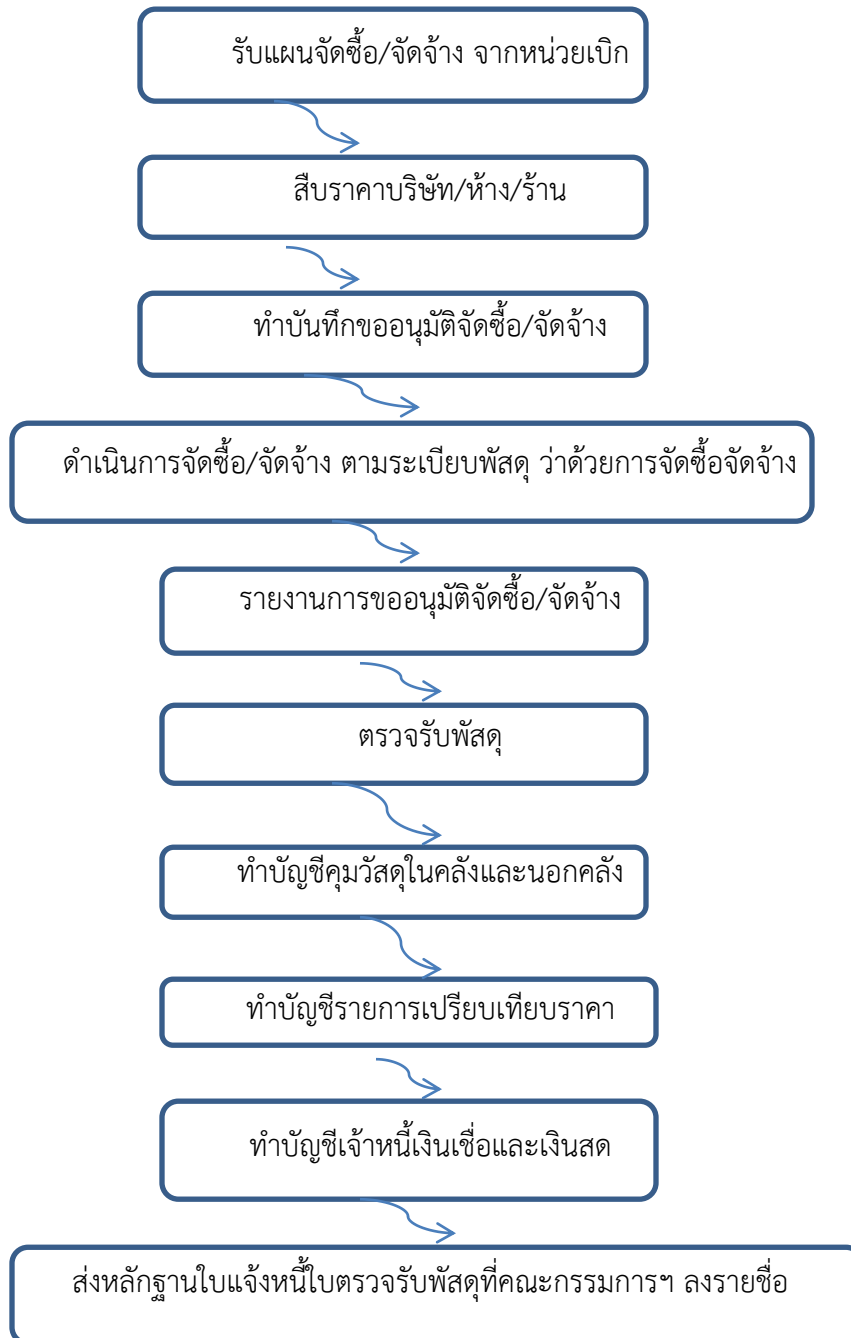 รับแผนจัดซื้อ/จัดจ้าง จากหน่วยเบิก
สืบราคาบริษัท/ห้าง/ร้าน
ทำบันทึกขออนุมัติจัดซื้อ/จัดจ้าง
ดำเนินการจัดซื้อ/จัดจ้าง ตามระเบียบพัสดุ ว่าด้วยการจัดซื้อจัดจ้าง
รายงานการขออนุมัติจัดซื้อ/จัดจ้าง
ตรวจรับพัสดุ
ทำบัญชีคุมวัสดุในคลังและนอกคลัง
ทำบัญชีรายการเปรียบเทียบราคา
ทำบัญชีเจ้าหนี้เงินเชื่อและเงินสด
ส่งหลักฐานใบแจ้งหนี้ใบตรวจรับพัสดุที่คณะกรรมการฯ ลงรายชื่อ